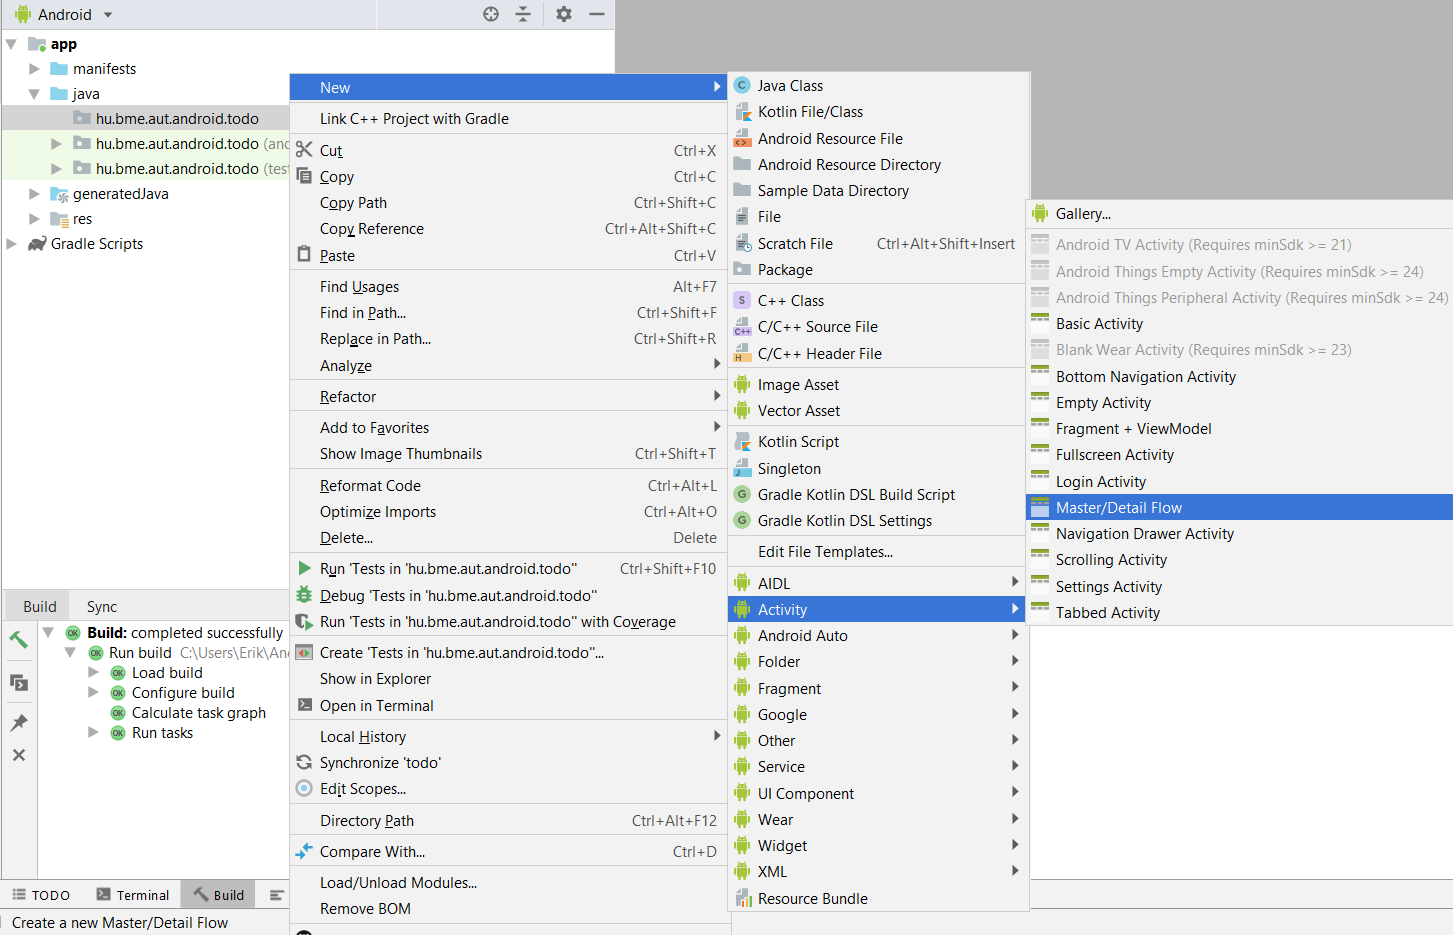 Android
app
manifests
java
hu.bme.aut.android.todo
hu.bme.aut.android.todo (and
hu.bme.aut.android.todo (test
generatedJava
res
Gradle Scripts
New
Link C++ Project with Gradle
Cut Ctrl+X
Copy Ctrl+C
Copy Path Ctrl+Shift+C
Copy Reference Ctrl+Alt+Shift+C
Paste Ctrl+V
Find Usages Alt+F7
Find in Path... Ctrl+Shift+F
Replace in Path... Ctrl+Shift+R
Analyze
Refactor
Add to Favorites
Show Image Thumbnails Ctrl+Shift+T
Reformat Code Ctrl+Alt+L
Optimize Imports Ctrl+Alt+O
Delete... Delete
Run 'Tests in 'hu.bme.aut.android.todo'' Ctrl+Shift+F10
Debug 'Tests in 'hu.bme.aut.android.todo''
Run 'Tests in 'hu.bme.aut.android.todo'' with Coverage
Create 'Tests in 'hu.bme.aut.android.todo''...
Show in Explorer
Open in Terminal
Local History
Synchronize 'todo'
Edit Scopes...
Directory Path Ctrl+Alt+F12
Compare With... Ctrl+D
Load/Unload Modules...
Remove BOM
Java Class
Kotlin File/Class
Android Resource File
Android Resource Directory
Sample Data Directory
File
Scratch File Ctrl+Alt+Shift+Insert
Package
C++ Class
C/C++ Source File
C/C++ Header File
Image Asset
Vector Asset
Kotlin Script
Singleton
Gradle Kotlin DSL Build Script
Gradle Kotlin DSL Settings
Edit File Templates...
AIDL
Activity
Android Auto
Folder
Fragment
Google
Other
Service
UI Component
Wear
Widget
XML
Resource Bundle
Gallery...
Android TV Activity (Requires minSdk >= 21)
Android Things Empty Activity (Requires minSdk >= 24)
Android Things Peripheral Activity (Requires minSdk >= 24)
Basic Activity
Blank Wear Activity (Requires minSdk >= 23)
Bottom Navigation Activity
Empty Activity
Fragment + ViewModel
Fullscreen Activity
Login Activity
Master/Detail Flow
Navigation Drawer Activity
Scrolling Activity
Settings Activity
Tabbed Activity
Build Sync
Build: completed successfully
Run build C:\Users\Erik\An
Load build
Configure build
Calculate task graph
Run tasks
TODO Terminal Build
Create a new Master/Detail Flow